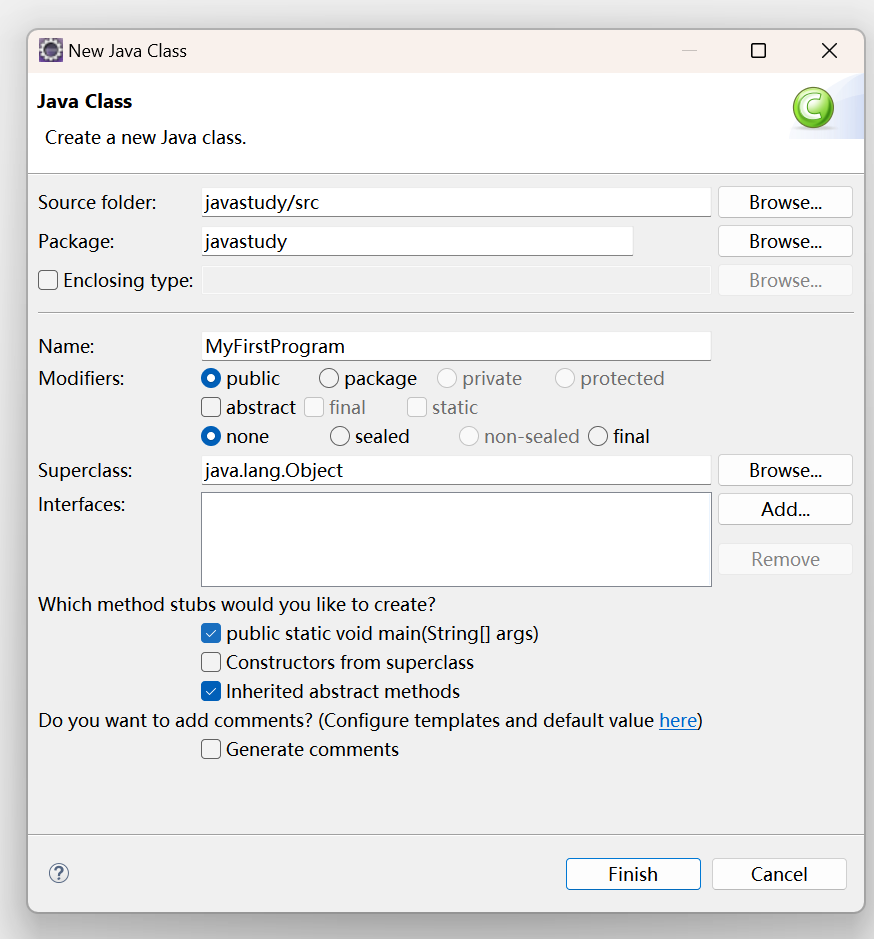 New Java Class
Java Class
Create a new Java class.
Source folder: javastudy/src Browse...
Package: javastudy Browse...
Enclosing type: Browse...
Name: MyFirstProgram
Modifiers: public package private protected
abstract final static
none sealed non-sealed final
Superclass: java.lang.Object Browse...
Interfaces: Add...
Remove
Which method stubs would you like to create?
public static void main(String[] args)
Constructors from superclass
Inherited abstract methods
Do you want to add comments? (Configure templates and default value here)
Generate comments
? Finish Cancel